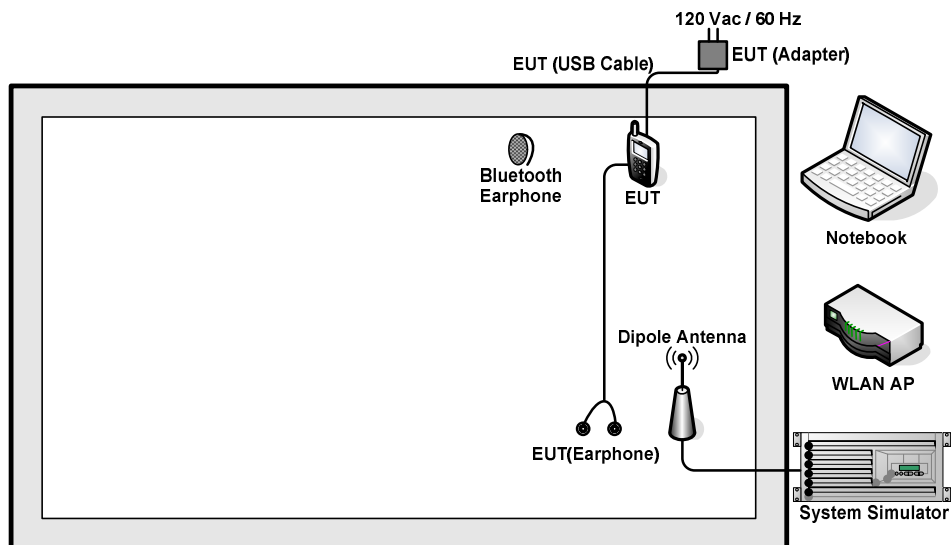 120 Vac / 60 Hz
EUT (Adapter)
EUT (USB Cable)
Bluetooth
Earphone
EUT
Notebook
Dipole Antenna
WLAN AP
EUT(Earphone)
System Simulator